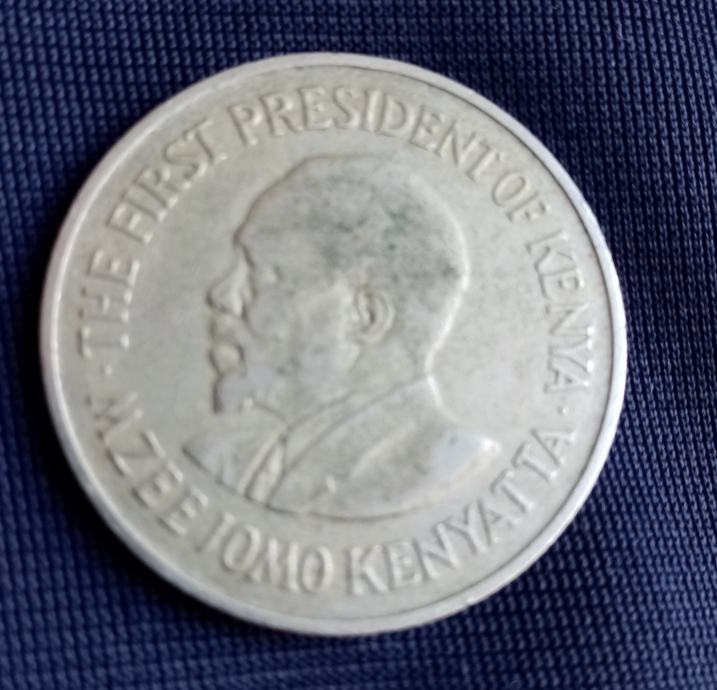 · THE FIRST PRESIDENT OF KENYA ·
MZEE JOMO KENYATTA